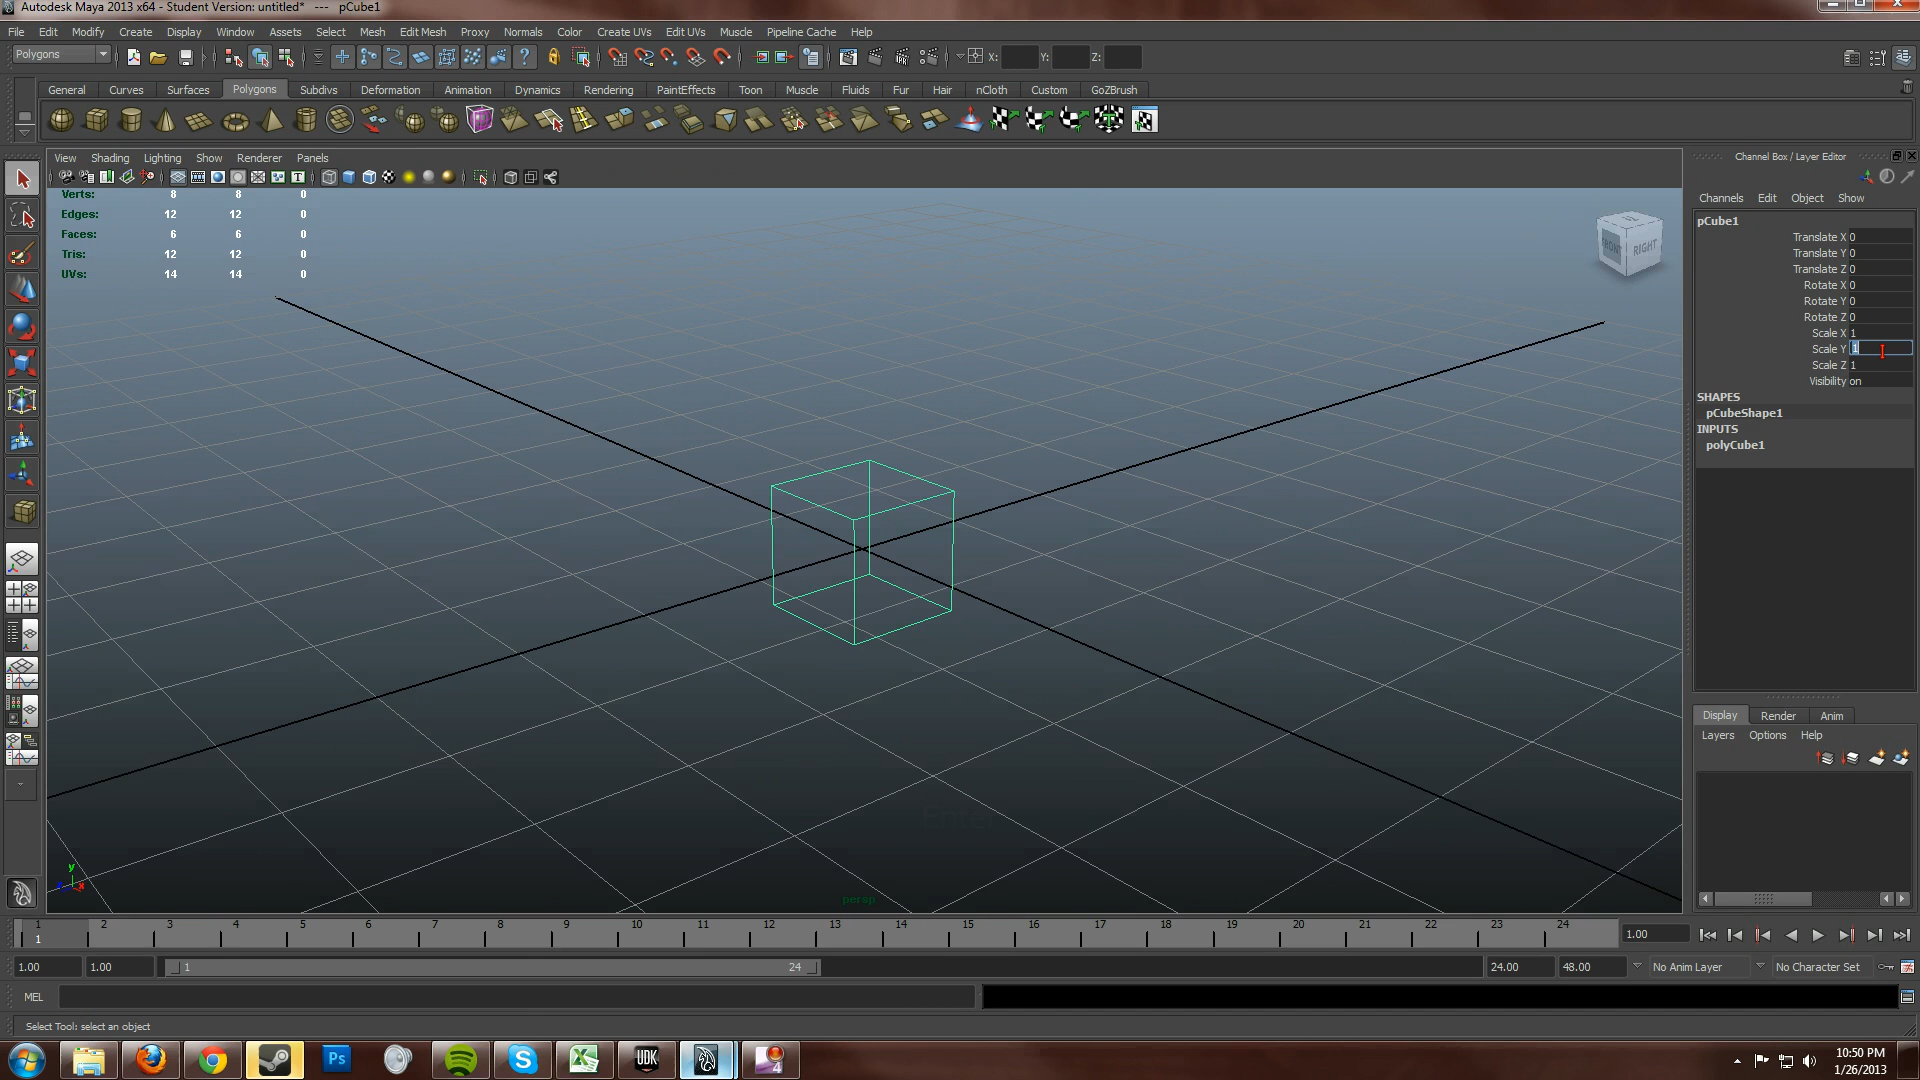 Autodesk Maya 2013 x64 - Student Version: untitled*   ---   pCube1
File Edit Modify Create Display Window Assets Select Mesh Edit Mesh Proxy Normals Color Create UVs Edit UVs Muscle Pipeline Cache Help
Polygons X: Y: Z:
General Curves Surfaces Polygons Subdivs Deformation Animation Dynamics Rendering PaintEffects Toon Muscle Fluids Fur Hair nCloth Custom GoZBrush
View Shading Lighting Show Renderer Panels
Verts: 8 8 0
Edges: 12 12 0
Faces: 6 6 0
Tris: 12 12 0
UVs: 14 14 0
FRONT RIGHT
y
x
persp
Channel Box / Layer Editor
Channels Edit Object Show
pCube1
Translate X 0
Translate Y 0
Translate Z 0
Rotate X 0
Rotate Y 0
Rotate Z 0
Scale X 1
Scale Y 1
Scale Z 1
Visibility on
SHAPES
pCubeShape1
INPUTS
polyCube1
Display Render Anim
Layers Options Help
1 2 3 4 5 6 7 8 9 10 11 12 13 14 15 16 17 18 19 20 21 22 23 24
1 1.00
1.00 1.00 1 24 24.00 48.00 No Anim Layer No Character Set
MEL
Select Tool: select an object
Ps UDK 4
10:50 PM
1/26/2013